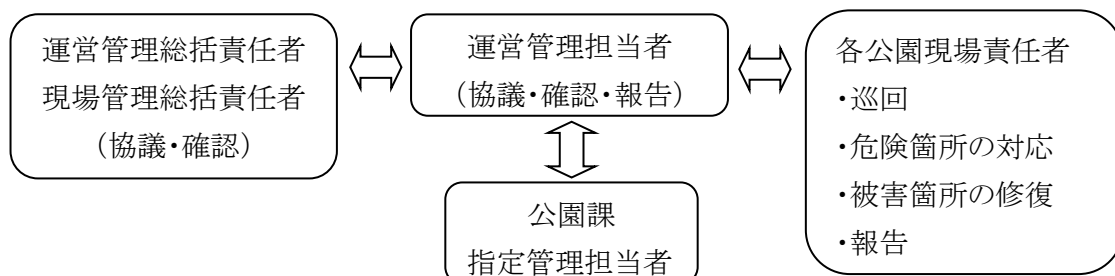 運営管理総括責任者
現場管理総括責任者
（協議・確認）
運営管理担当者
（協議・確認・報告）
各公園現場責任者
・巡回
・危険箇所の対応
・被害箇所の修復
・報告
公園課
指定管理担当者